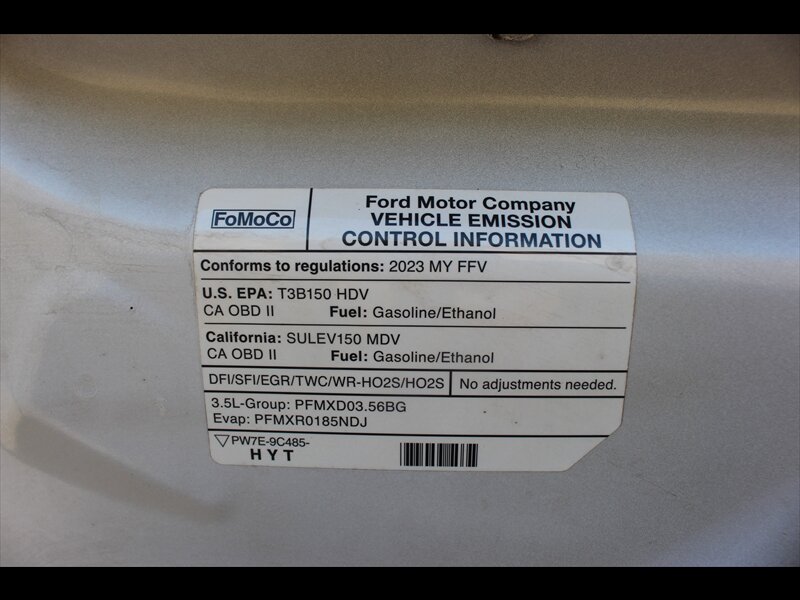 FoMoCo
Ford Motor Company
VEHICLE EMISSION
CONTROL INFORMATION
Conforms to regulations: 2023 MY FFV
U.S. EPA: T3B150 HDV
CA OBD II Fuel: Gasoline/Ethanol
California: SULEV150 MDV
CA OBD II Fuel: Gasoline/Ethanol
DFI/SFI/EGR/TWC/WR-HO2S/HO2S No adjustments needed.
3.5L-Group: PFMXD03.56BG
Evap: PFMXR0185NDJ
PW7E-9C485-
HYT